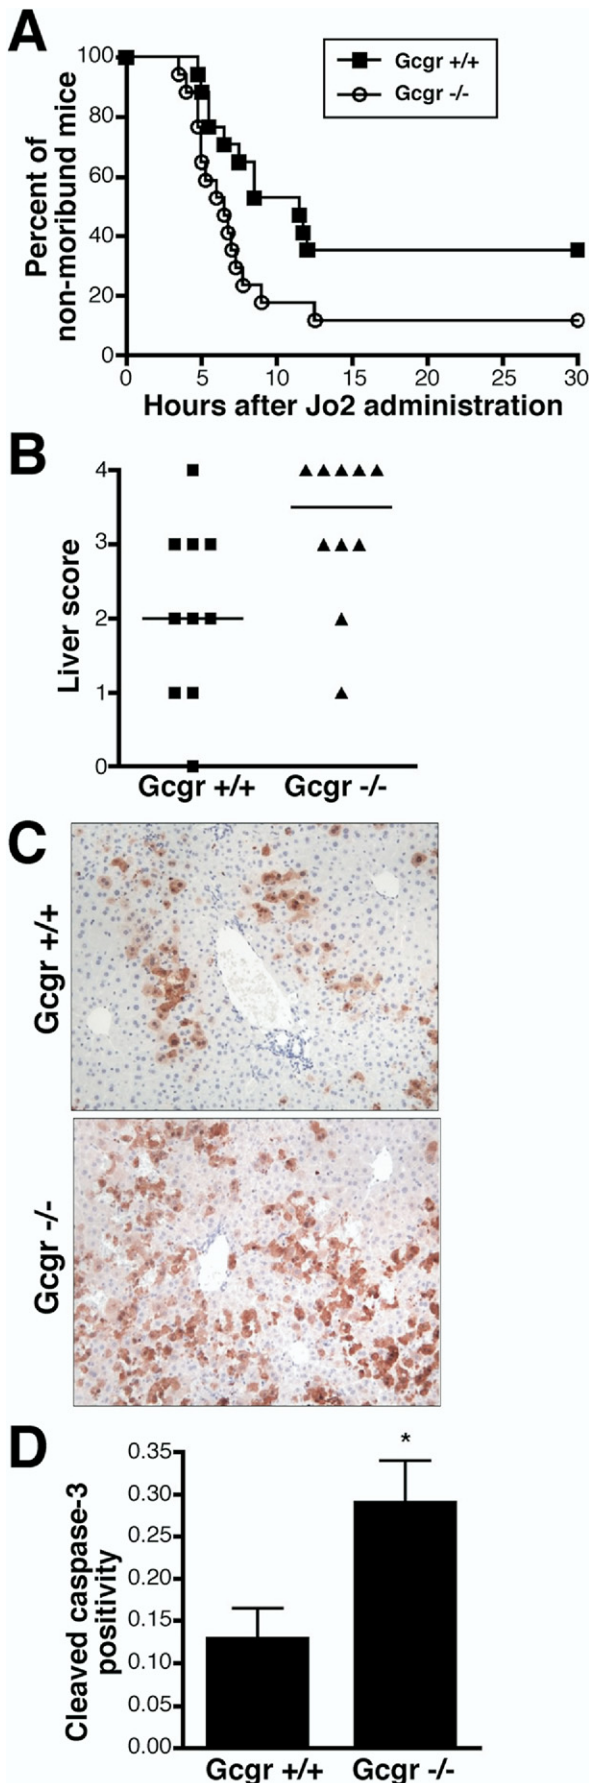 A
Percent of
non-moribund mice
100
80
60
40
20
0
Gcgr +/+
Gcgr -/-
0 5 10 15 20 25 30
Hours after Jo2 administration
B
Liver score
4
3
2
1
0
Gcgr +/+ Gcgr -/-
C
Gcgr +/+
Gcgr -/-
D
Cleaved caspase-3
positivity
0.35
0.30
0.25
0.20
0.15
0.10
0.05
0.00
*
Gcgr +/+ Gcgr -/-